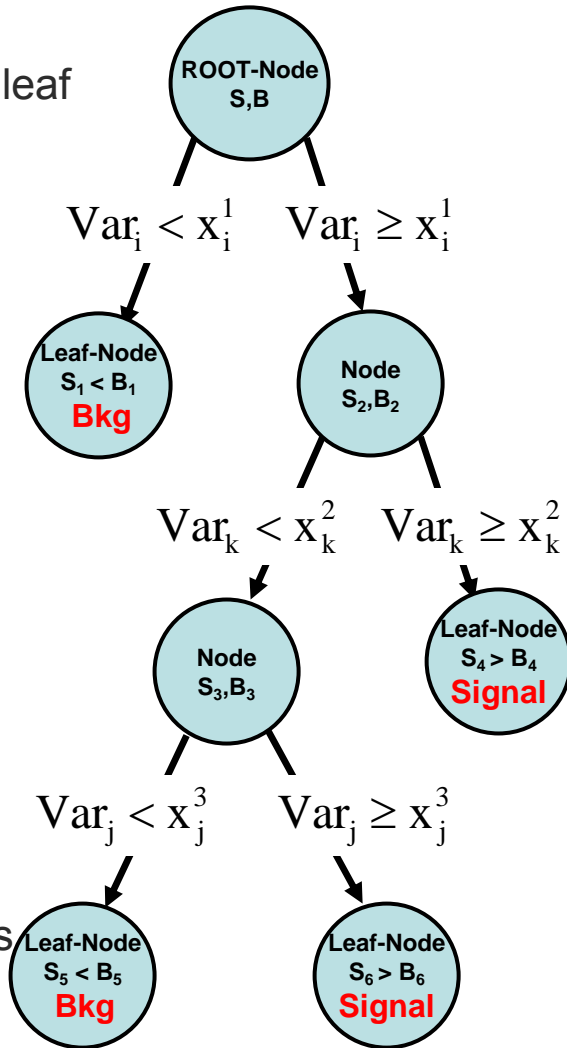 leaf
ROOT-Node
S,B
Varᵢ < xᵢ¹ Varᵢ ≥ xᵢ¹
Leaf-Node
S₁ < B₁
Bkg
Node
S₂,B₂
Varₖ < xₖ² Varₖ ≥ xₖ²
Leaf-Node
S₄ > B₄
Signal
Node
S₃,B₃
Varⱼ < xⱼ³ Varⱼ ≥ xⱼ³
s
Leaf-Node
S₅ < B₅
Bkg
Leaf-Node
S₆ > B₆
Signal